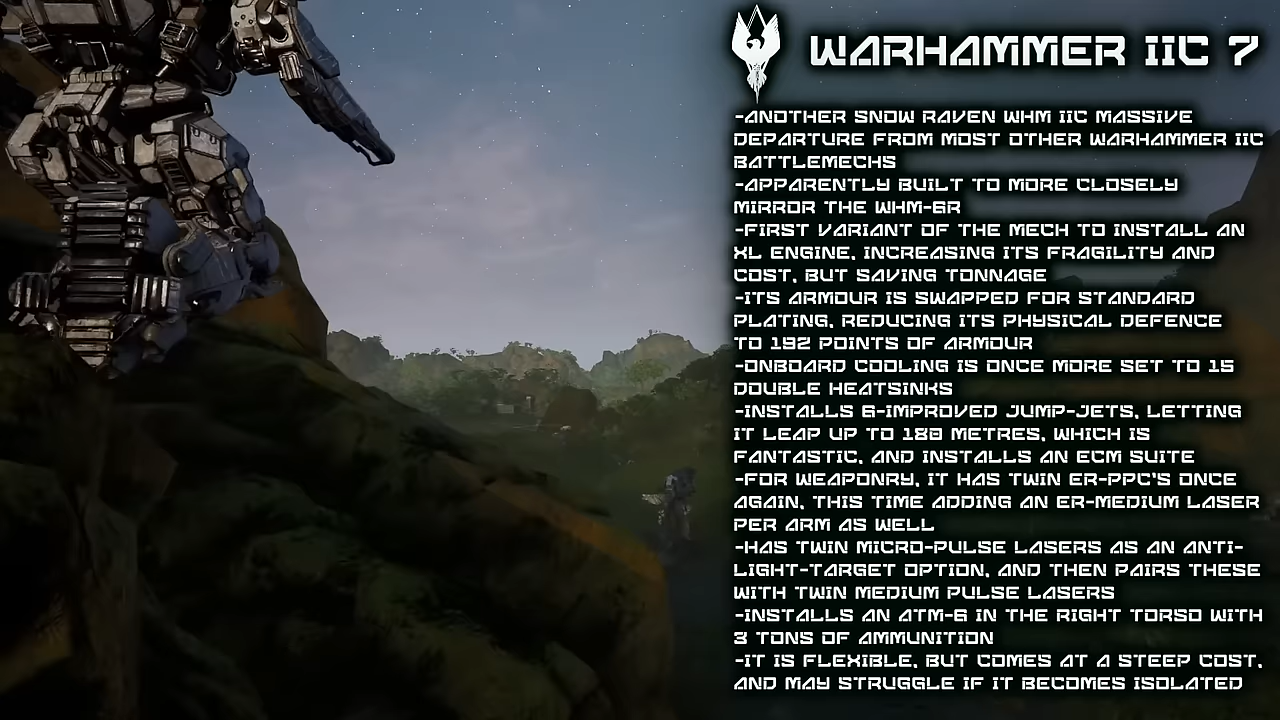 WARHAMMER IIC 7
-ANOTHER SNOW RAVEN WHM IIC MASSIVE
DEPARTURE FROM MOST OTHER WARHAMMER IIC
BATTLEMECHS
-APPARENTLY BUILT TO MORE CLOSELY
MIRROR THE WHM-6R
-FIRST VARIANT OF THE MECH TO INSTALL AN
XL ENGINE, INCREASING ITS FRAGILITY AND
COST, BUT SAVING TONNAGE
-ITS ARMOUR IS SWAPPED FOR STANDARD
PLATING, REDUCING ITS PHYSICAL DEFENCE
TO 192 POINTS OF ARMOUR
-ONBOARD COOLING IS ONCE MORE SET TO 15
DOUBLE HEATSINKS
-INSTALLS 6-IMPROVED JUMP-JETS, LETTING
IT LEAP UP TO 180 METRES, WHICH IS
FANTASTIC, AND INSTALLS AN ECM SUITE
-FOR WEAPONRY, IT HAS TWIN ER-PPC'S ONCE
AGAIN, THIS TIME ADDING AN ER-MEDIUM LASER
PER ARM AS WELL
-HAS TWIN MICRO-PULSE LASERS AS AN ANTI-
LIGHT-TARGET OPTION, AND THEN PAIRS THESE
WITH TWIN MEDIUM PULSE LASERS
-INSTALLS AN ATM-6 IN THE RIGHT TORSO WITH
3 TONS OF AMMUNITION
-IT IS FLEXIBLE, BUT COMES AT A STEEP COST,
AND MAY STRUGGLE IF IT BECOMES ISOLATED